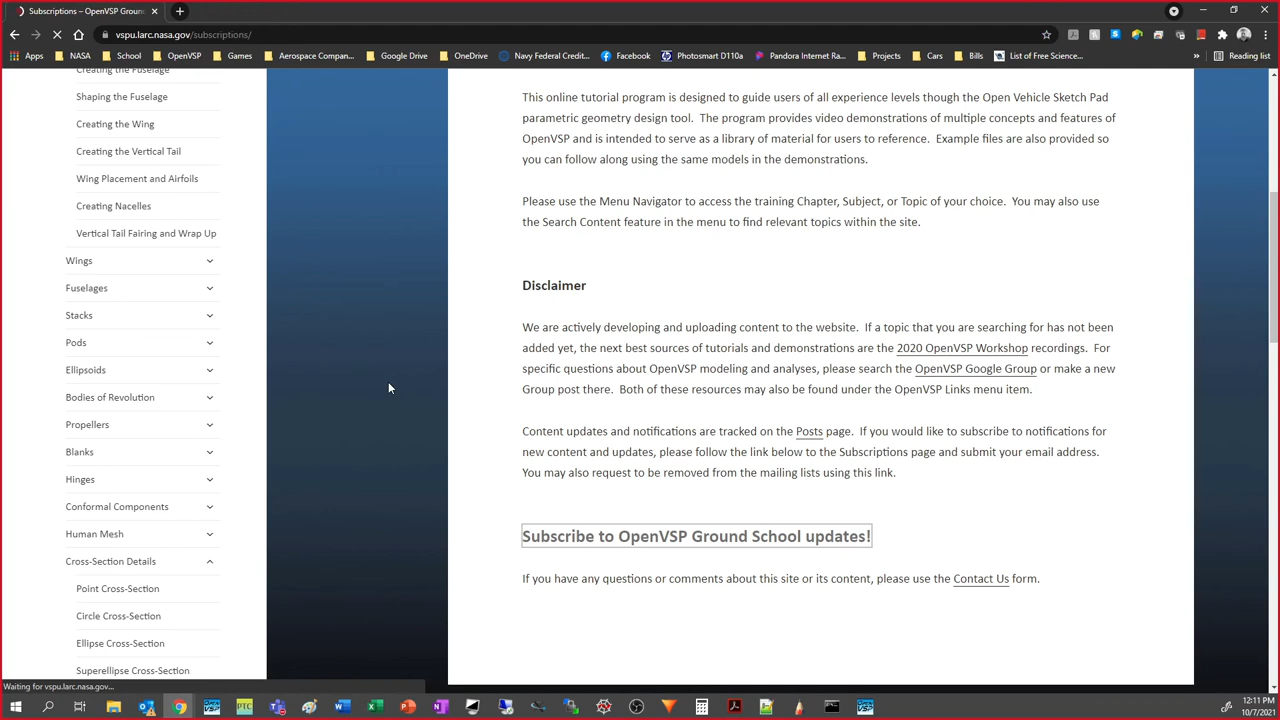 Subscriptions – OpenVSP Groun
vspu.larc.nasa.gov/subscriptions/
Apps
NASA
School
OpenVSP
Games
Aerospace Compan...
Google Drive
OneDrive
Navy Federal Credit...
Facebook
Photosmart D110a
Pandora Internet Ra...
Projects
Cars
Bills
List of Free Science...
»
Reading list
Creating the Fuselage
Shaping the Fuselage
Creating the Wing
Creating the Vertical Tail
Wing Placement and Airfoils
Creating Nacelles
Vertical Tail Fairing and Wrap Up
Wings
Fuselages
Stacks
Pods
Ellipsoids
Bodies of Revolution
Propellers
Blanks
Hinges
Conformal Components
Human Mesh
Cross-Section Details
Point Cross-Section
Circle Cross-Section
Ellipse Cross-Section
Superellipse Cross-Section
This online tutorial program is designed to guide users of all experience levels though the Open Vehicle Sketch Pad
parametric geometry design tool. The program provides video demonstrations of multiple concepts and features of
OpenVSP and is intended to serve as a library of material for users to reference. Example files are also provided so
you can follow along using the same models in the demonstrations.
Please use the Menu Navigator to access the training Chapter, Subject, or Topic of your choice. You may also use
the Search Content feature in the menu to find relevant topics within the site.
Disclaimer
We are actively developing and uploading content to the website. If a topic that you are searching for has not been
added yet, the next best sources of tutorials and demonstrations are the 2020 OpenVSP Workshop recordings. For
specific questions about OpenVSP modeling and analyses, please search the OpenVSP Google Group or make a new
Group post there. Both of these resources may also be found under the OpenVSP Links menu item.
Content updates and notifications are tracked on the Posts page. If you would like to subscribe to notifications for
new content and updates, please follow the link below to the Subscriptions page and submit your email address.
You may also request to be removed from the mailing lists using this link.
Subscribe to OpenVSP Ground School updates!
If you have any questions or comments about this site or its content, please use the Contact Us form.
Waiting for vspu.larc.nasa.gov...
PTC
12:11 PM
10/7/2021